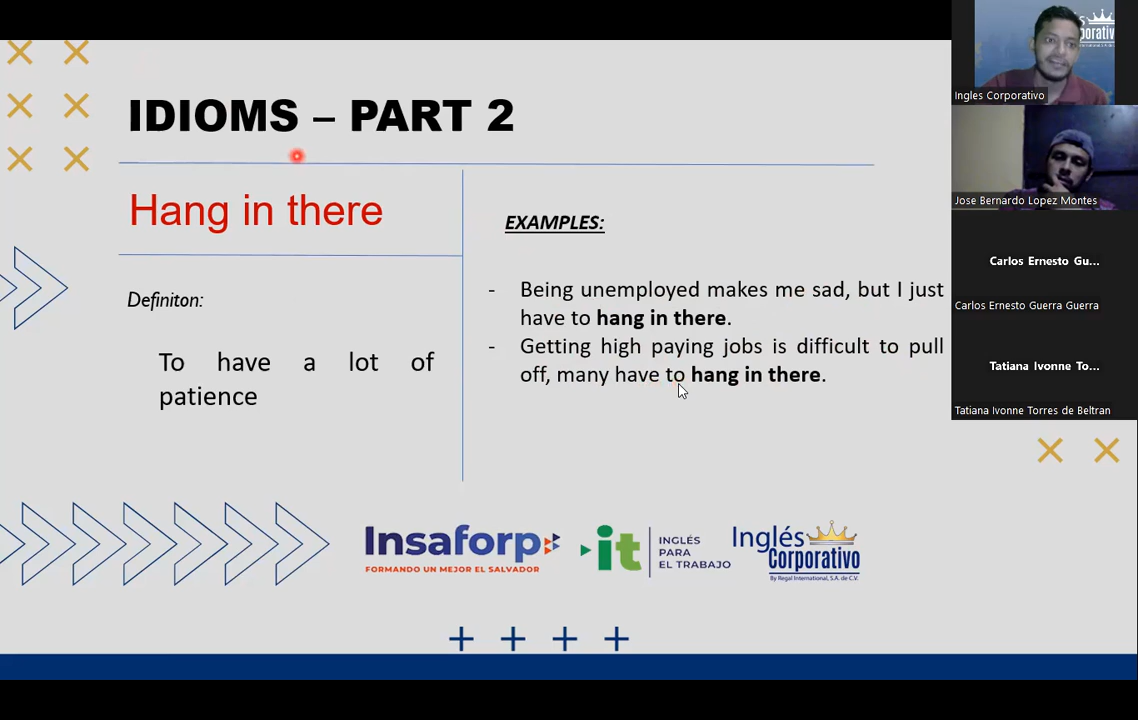 IDIOMS – PART 2
Hang in there
Definiton:
To have a lot of
patience
EXAMPLES:
- Being unemployed makes me sad, but I just
have to hang in there.
- Getting high paying jobs is difficult to pull
off, many have to hang in there.
Insaforp
FORMANDO UN MEJOR EL SALVADOR
it
INGLÉS
PARA
EL TRABAJO
Inglés
Corporativo
By Regal International, S.A. de C.V.
Ingles Corporativo
Jose Bernardo Lopez Montes
Carlos Ernesto Gu...
Carlos Ernesto Guerra Guerra
Tatiana Ivonne To...
Tatiana Ivonne Torres de Beltran